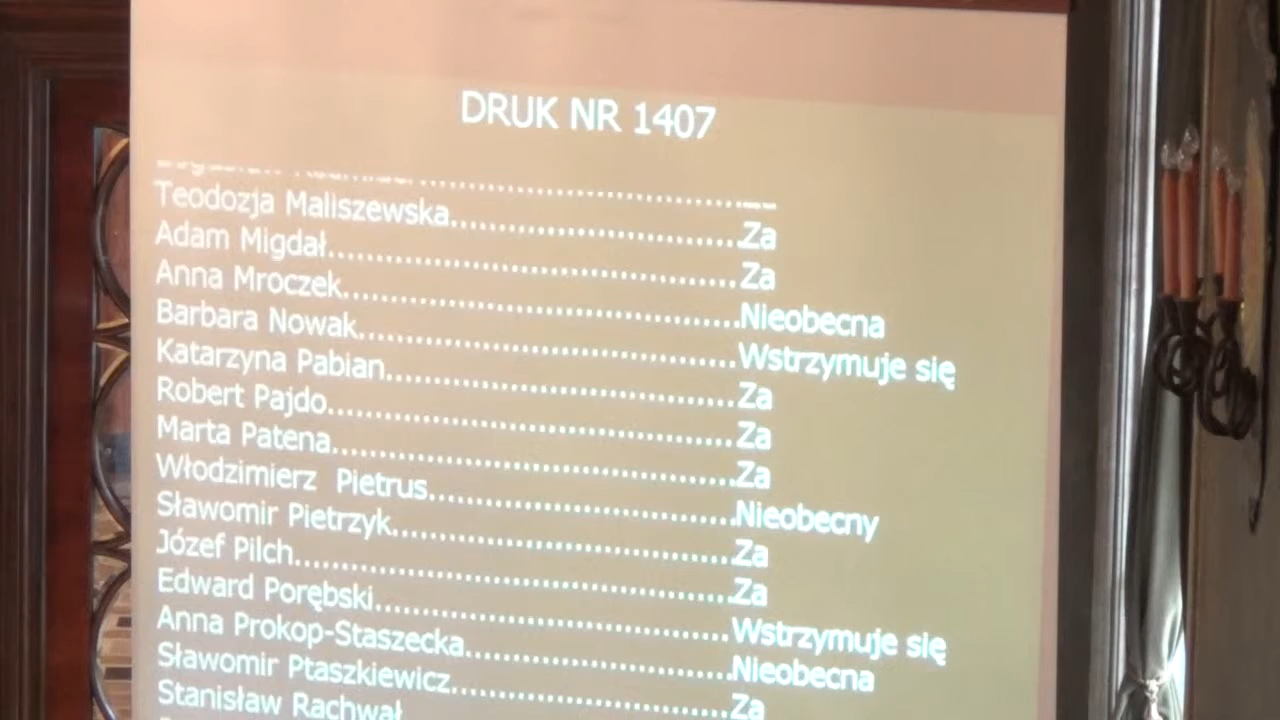 DRUK NR 1407
Teodozja Maliszewska..............................Za
Adam Migdał...........................................Za
Anna Mroczek..........................................Nieobecna
Barbara Nowak........................................Wstrzymuje się
Katarzyna Pabian.....................................Za
Robert Pajdo...........................................Za
Marta Patena...........................................Za
Włodzimierz  Pietrus.................................Nieobecny
Sławomir Pietrzyk.....................................Za
Józef Pilch...............................................Za
Edward Porębski......................................Wstrzymuje się
Anna Prokop-Staszecka.............................Nieobecna
Sławomir Ptaszkiewicz..............................Za
Stanisław Rachwał